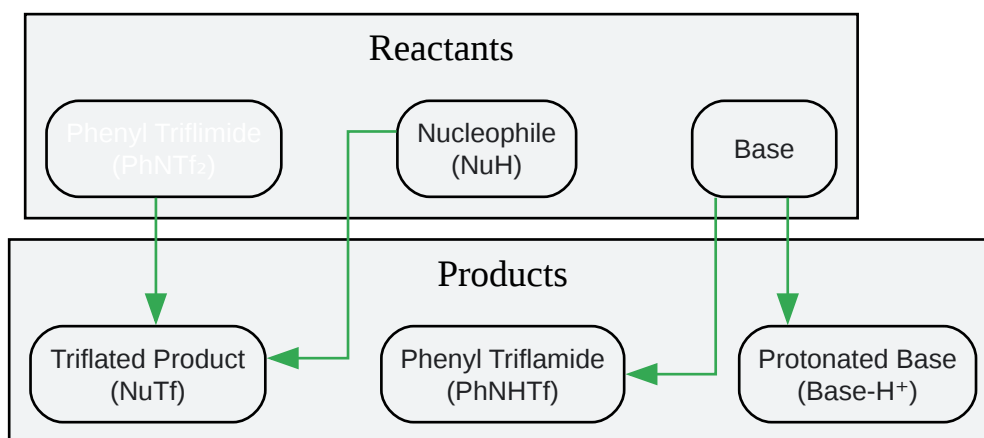 Reactants
Phenyl Triflimide
(PhNTf₂)
Nucleophile
(NuH)
Base
Products
Triflated Product
(NuTf)
Phenyl Triflamide
(PhNHTf)
Protonated Base
(Base-H⁺)